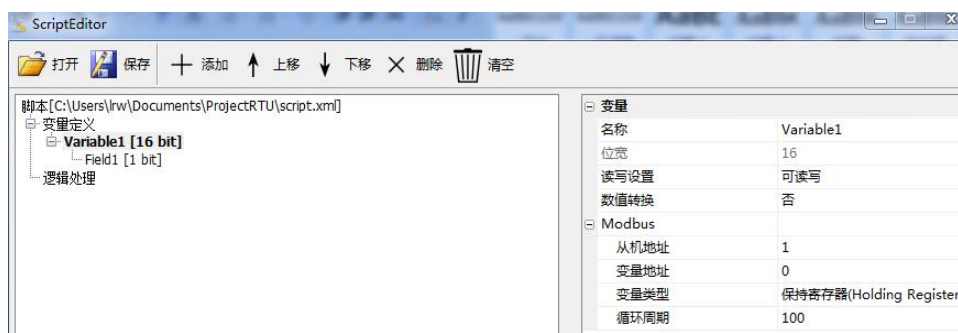 ScriptEditor
打开 保存 添加 上移 下移 删除 清空
脚本[C:\Users\lrw\Documents\ProjectRTU\script.xml]
变量定义
Variable1 [16 bit]
Field1 [1 bit]
逻辑处理
变量
名称 Variable1
位宽 16
读写设置 可读写
数值转换 否
Modbus
从机地址 1
变量地址 0
变量类型 保持寄存器(Holding Register
循环周期 100